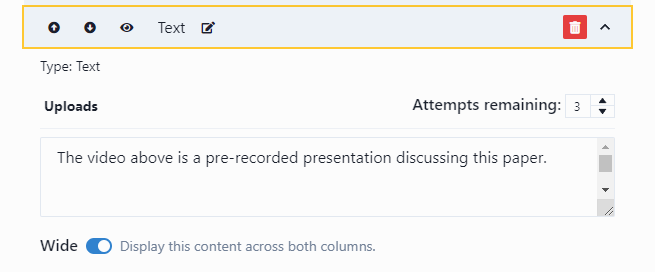 Text
Type: Text
Uploads Attempts remaining: 3
The video above is a pre-recorded presentation discussing this paper.
Wide Display this content across both columns.